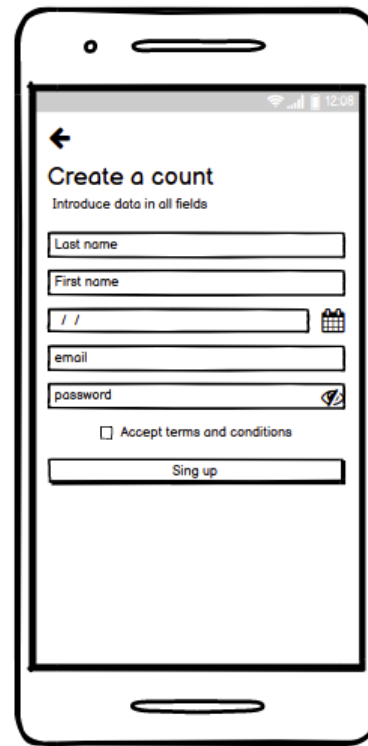 12:08
Create a count
Introduce data in all fields
Last name
First name
/ /
email
password
Accept terms and conditions
Sing up